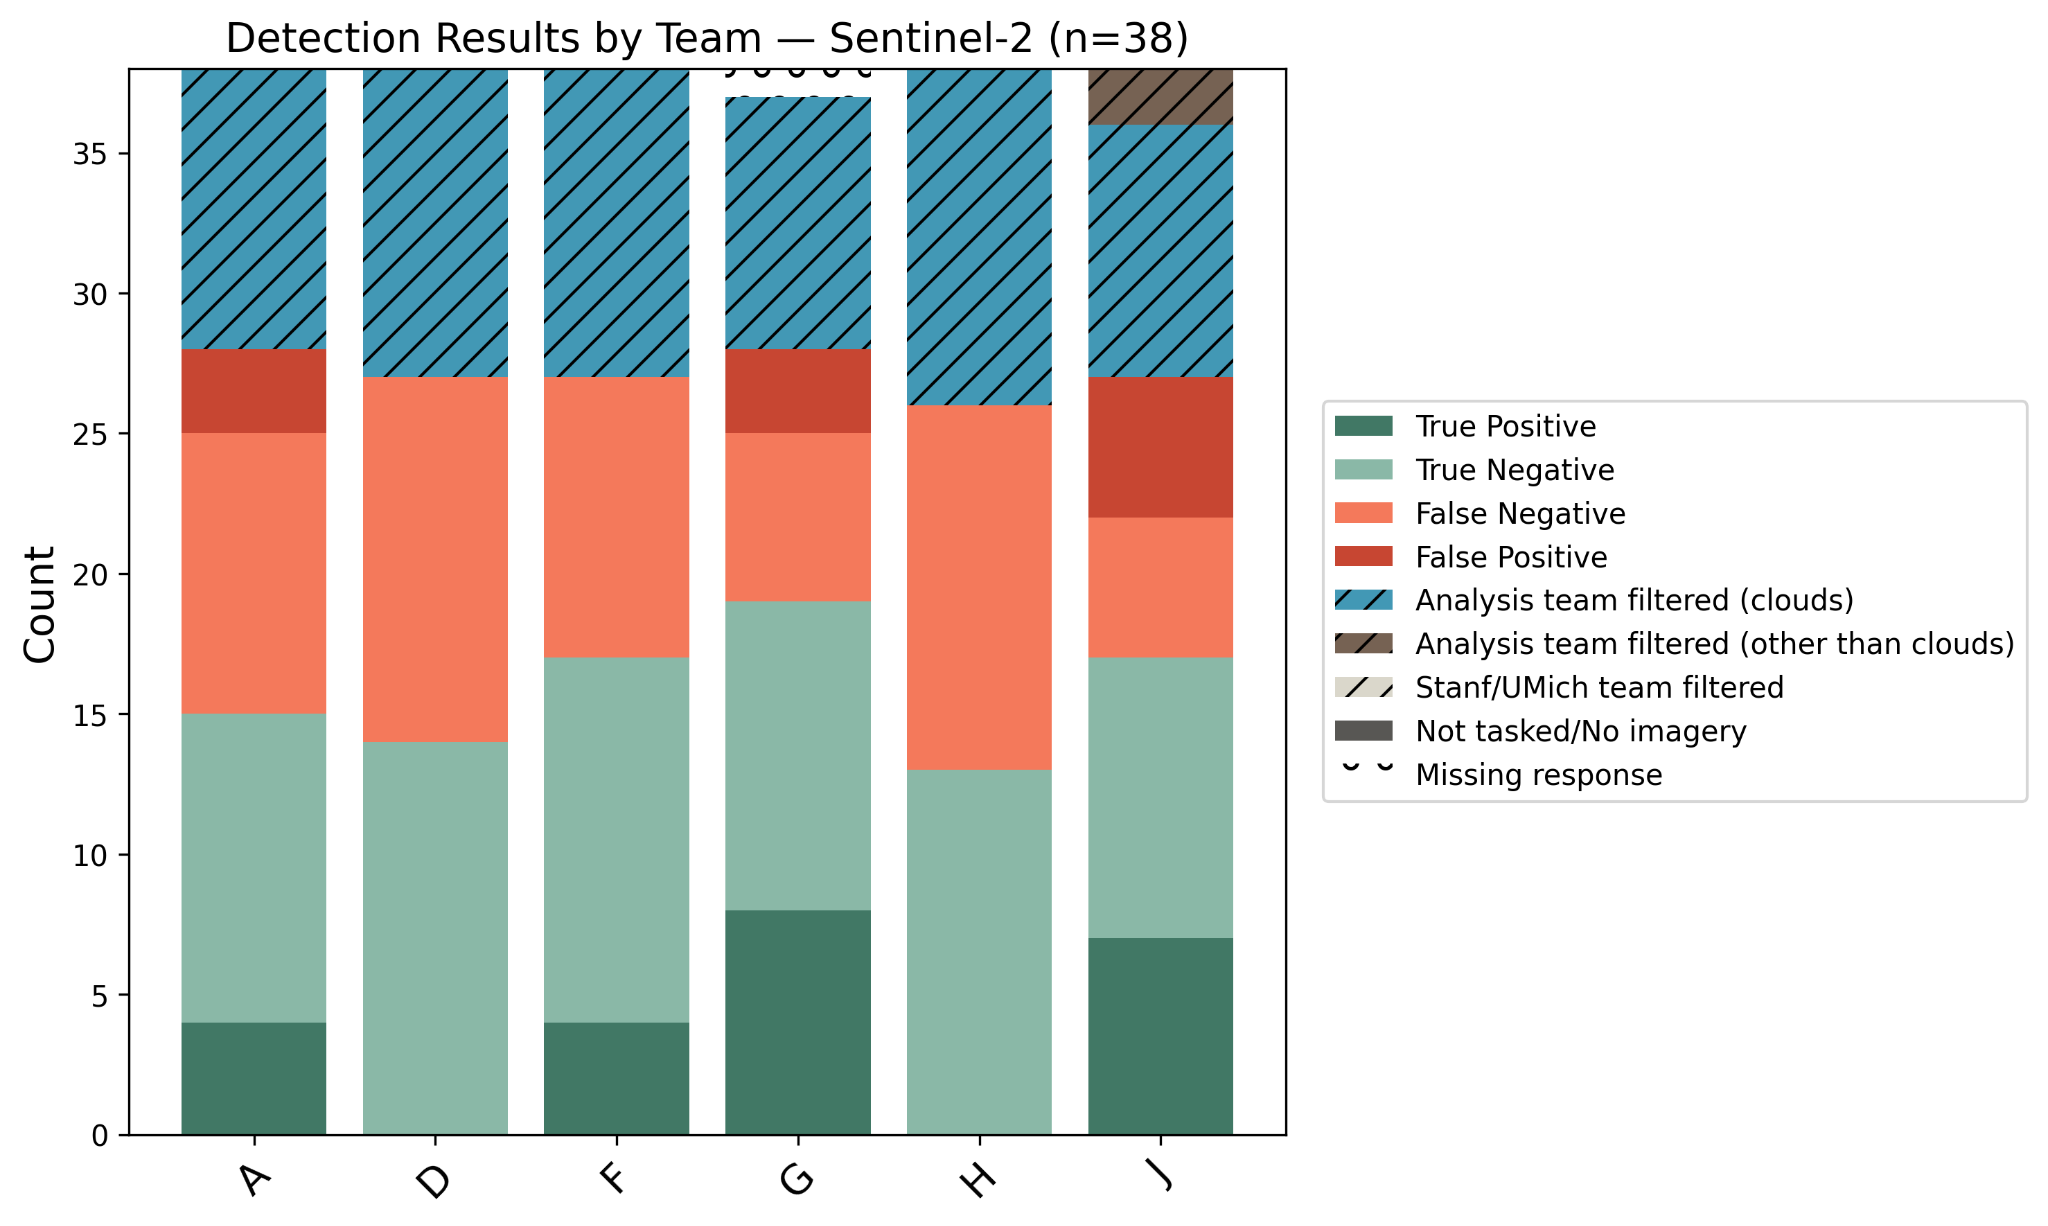 Detection Results by Team — Sentinel-2 (n=38)
Count
35
30
25
20
15
10
5
0
A
D
F
G
H
J
True Positive
True Negative
False Negative
False Positive
Analysis team filtered (clouds)
Analysis team filtered (other than clouds)
Stanf/UMich team filtered
Not tasked/No imagery
Missing response